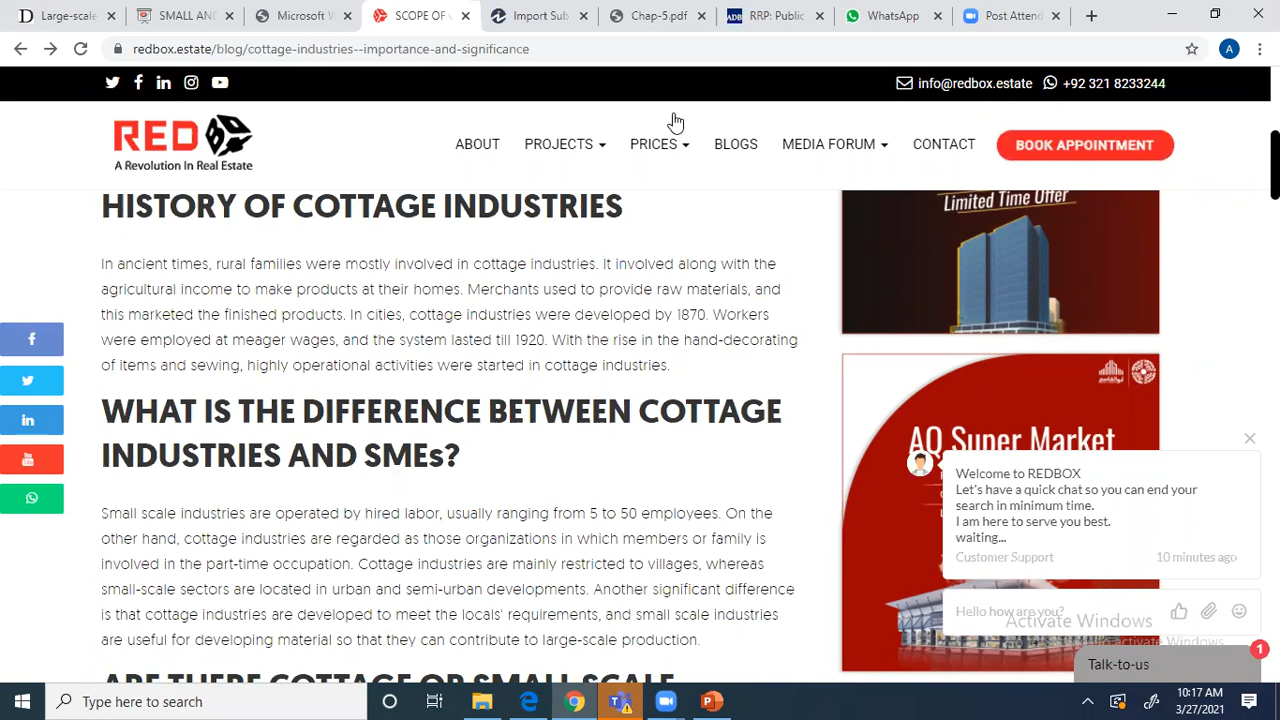 Large-scale
SMALL AND
Microsoft W
SCOPE OF
Import Sub
Chap-5.pdf
RRP: Public
WhatsApp
Post Attend
redbox.estate/blog/cottage-industries--importance-and-significance
A
info@redbox.estate
+92 321 8233244
RED
A Revolution In Real Estate
ABOUT
PROJECTS
PRICES
BLOGS
MEDIA FORUM
CONTACT
BOOK APPOINTMENT
HISTORY OF COTTAGE INDUSTRIES
In ancient times, rural families were mostly involved in cottage industries. It involved along with the
agricultural income to make products at their homes. Merchants used to provide raw materials, and
this marketed the finished products. In cities, cottage industries were developed by 1870. Workers
were employed at meager wages, and the system lasted till 1920. With the rise in the hand-decorating
of items and sewing, highly operational activities were started in cottage industries.
WHAT IS THE DIFFERENCE BETWEEN COTTAGE
INDUSTRIES AND SMEs?
Small scale industries are operated by hired labor, usually ranging from 5 to 50 employees. On the
other hand, cottage industries are regarded as those organizations in which members or family is
involved in the part-time occupation. Cottage industries are mainly restricted to villages, whereas
small-scale sectors are located in urban and semi-urban developments. Another significant difference
is that cottage industries are developed to meet the locals' requirements, and small scale industries
are useful for developing material so that they can contribute to large-scale production.
ARE THERE COTTAGE OR SMALL SCALE
Limited Time Offer
AQ Super Market
Welcome to REDBOX
Let's have a quick chat so you can end your
search in minimum time.
I am here to serve you best.
waiting...
Customer Support
10 minutes ago
Hello how are you?
Activate Windows
activate Windows.
1
Talk-to-us
Type here to search
10:17 AM
3/27/2021